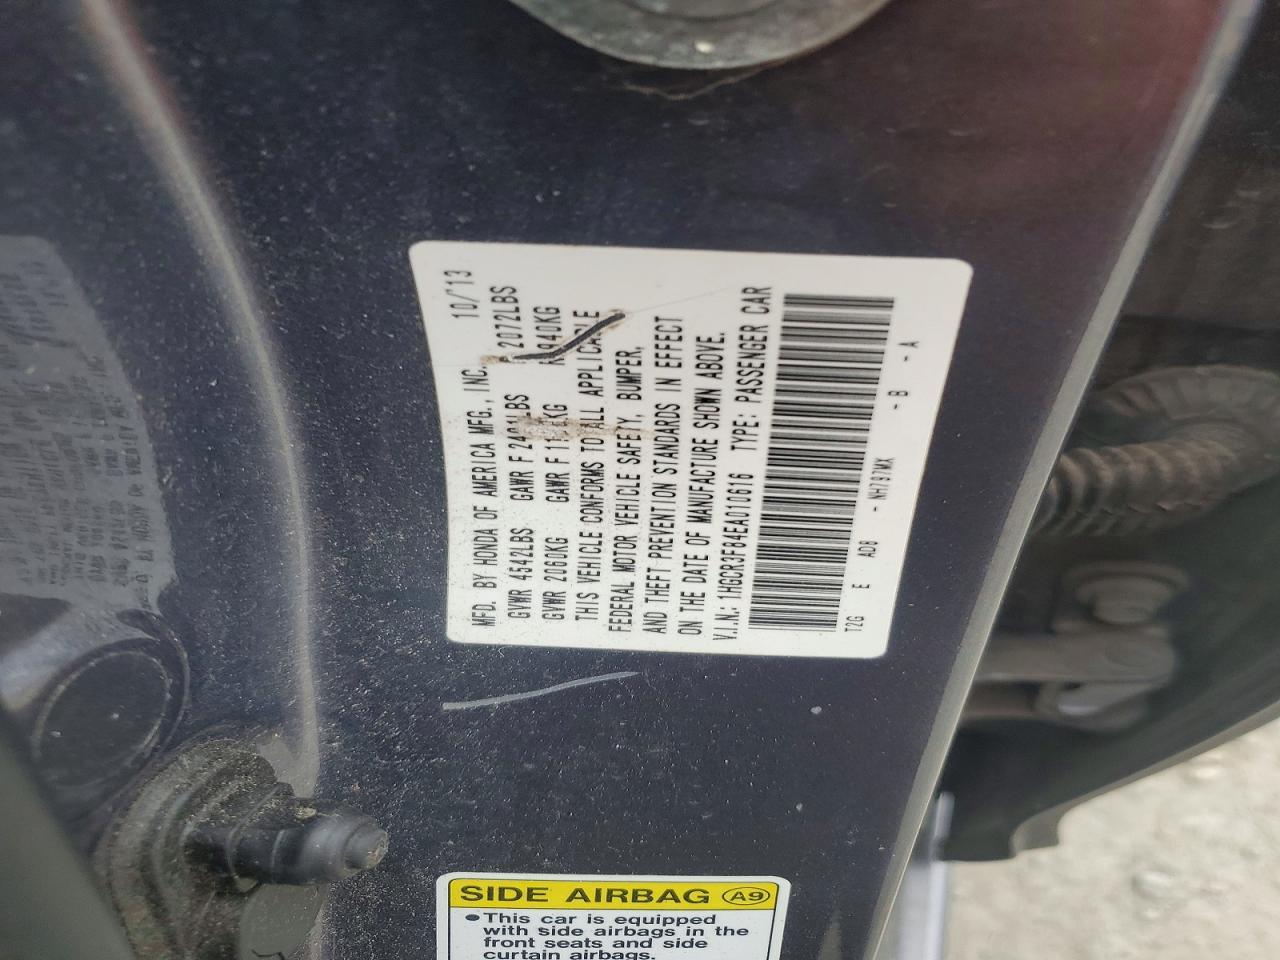 MFD. BY HONDA OF AMERICA MFG., INC. 10/'13
GVWR 4542LBS GAWR F 2491LBS 2072LBS
GVWR 2060KG GAWR F KG 940KG
THIS VEHICLE CONFORMS TO ALL APPLICABLE
FEDERAL MOTOR VEHICLE SAFETY, BUMPER,
AND THEFT PREVENTION STANDARDS IN EFFECT
ON THE DATE OF MANUFACTURE SHOWN ABOVE.
V.I.N.: 1HGCR3F84EA010616 TYPE: PASSENGER CAR
T2G E AD8 - NH797MX - B - A
SIDE AIRBAG A9
• This car is equipped
with side airbags in the
front seats and side
curtain airbags.